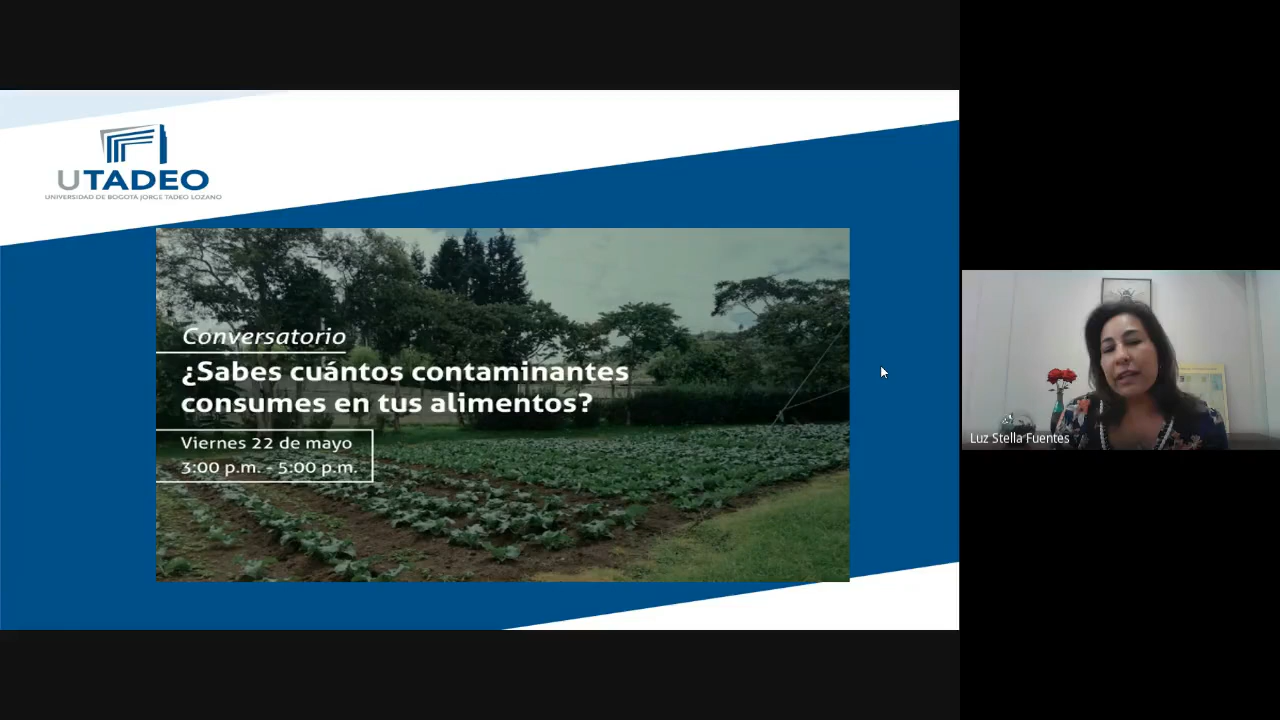 UTADEO
UNIVERSIDAD DE BOGOTÁ JORGE TADEO LOZANO
Conversatorio
¿Sabes cuántos contaminantes
consumes en tus alimentos?
Viernes 22 de mayo
3:00 p.m. - 5:00 p.m.
Luz Stella Fuentes